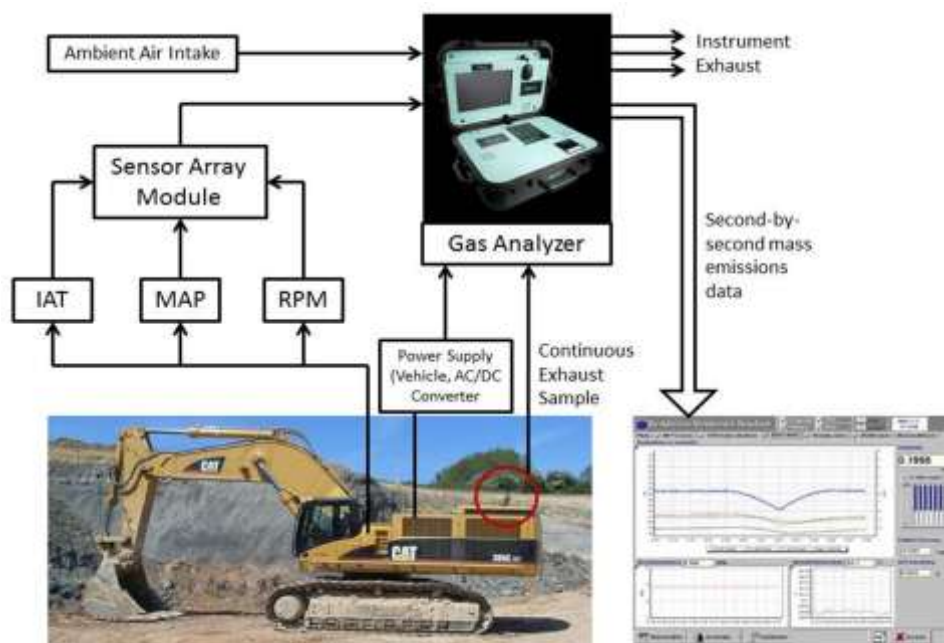 Ambient Air Intake
Instrument
Exhaust
Sensor Array
Module
Gas Analyzer
Second-by-
second mass
emissions
data
IAT
MAP
RPM
Power Supply
(Vehicle, AC/DC
Converter
Continuous
Exhaust
Sample
CAT
CAT